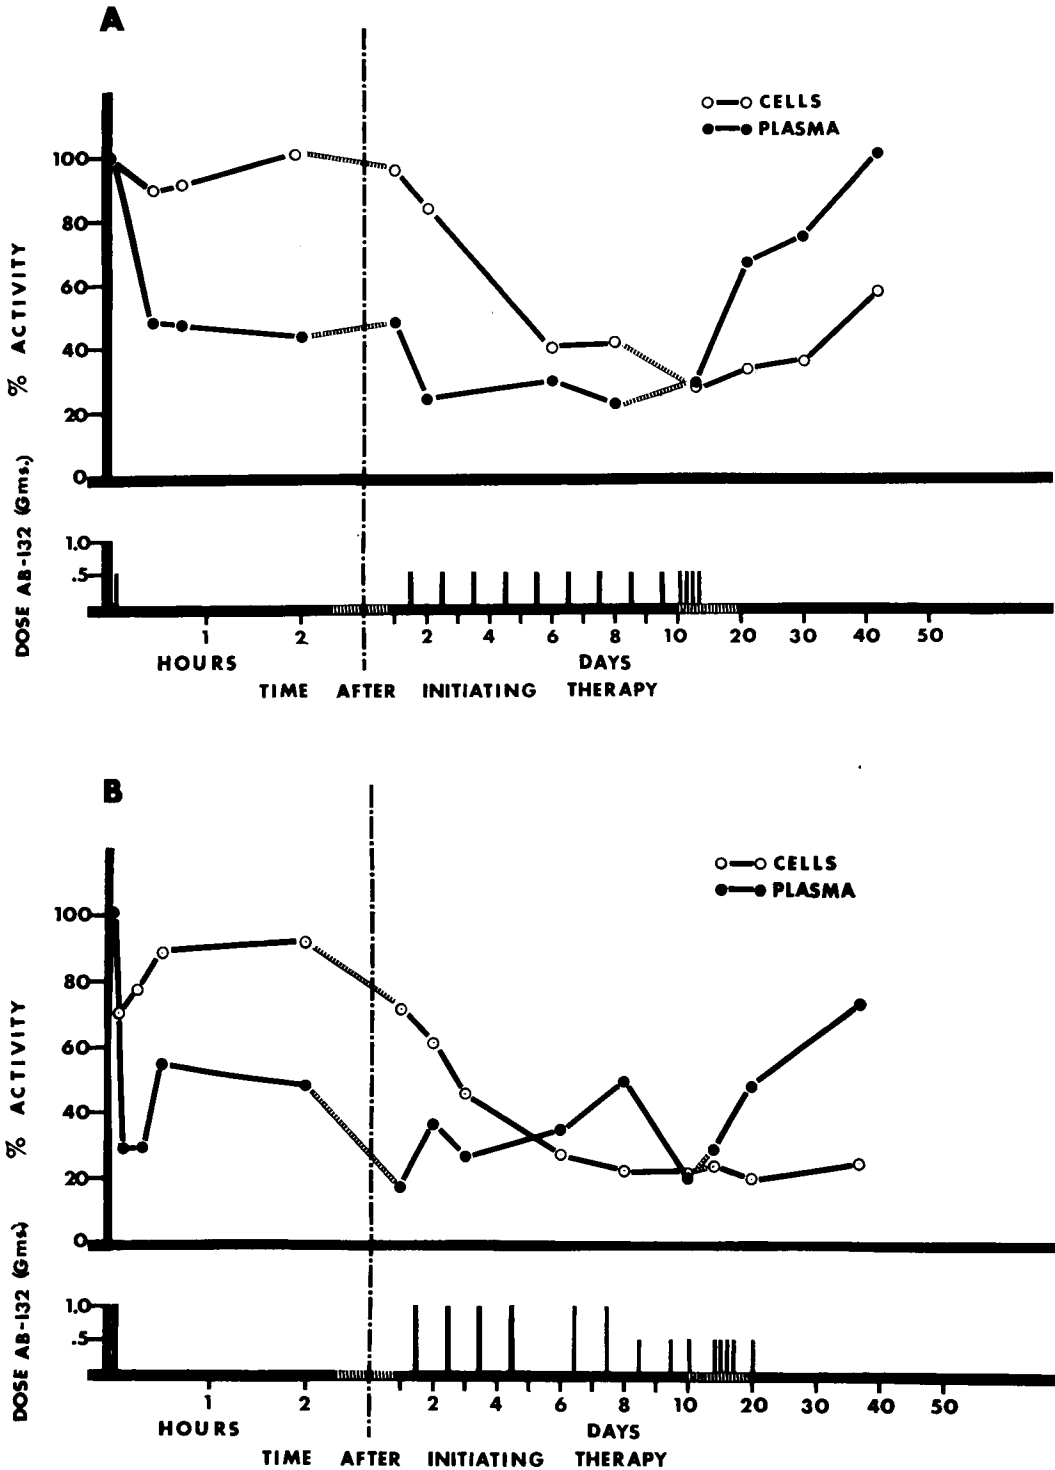 A
CELLS
PLASMA
100
80
60
40
20
0
% ACTIVITY
1.0
.5
DOSE AB-132 (Gms.)
1 2 2 4 6 8 10 20 30 40 50
HOURS DAYS
TIME AFTER INITIATING THERAPY
B
CELLS
PLASMA
100
80
60
40
20
0
% ACTIVITY
1.0
.5
DOSE AB-132 (Gms)
1 2 2 4 6 8 10 20 30 40 50
HOURS DAYS
TIME AFTER INITIATING THERAPY